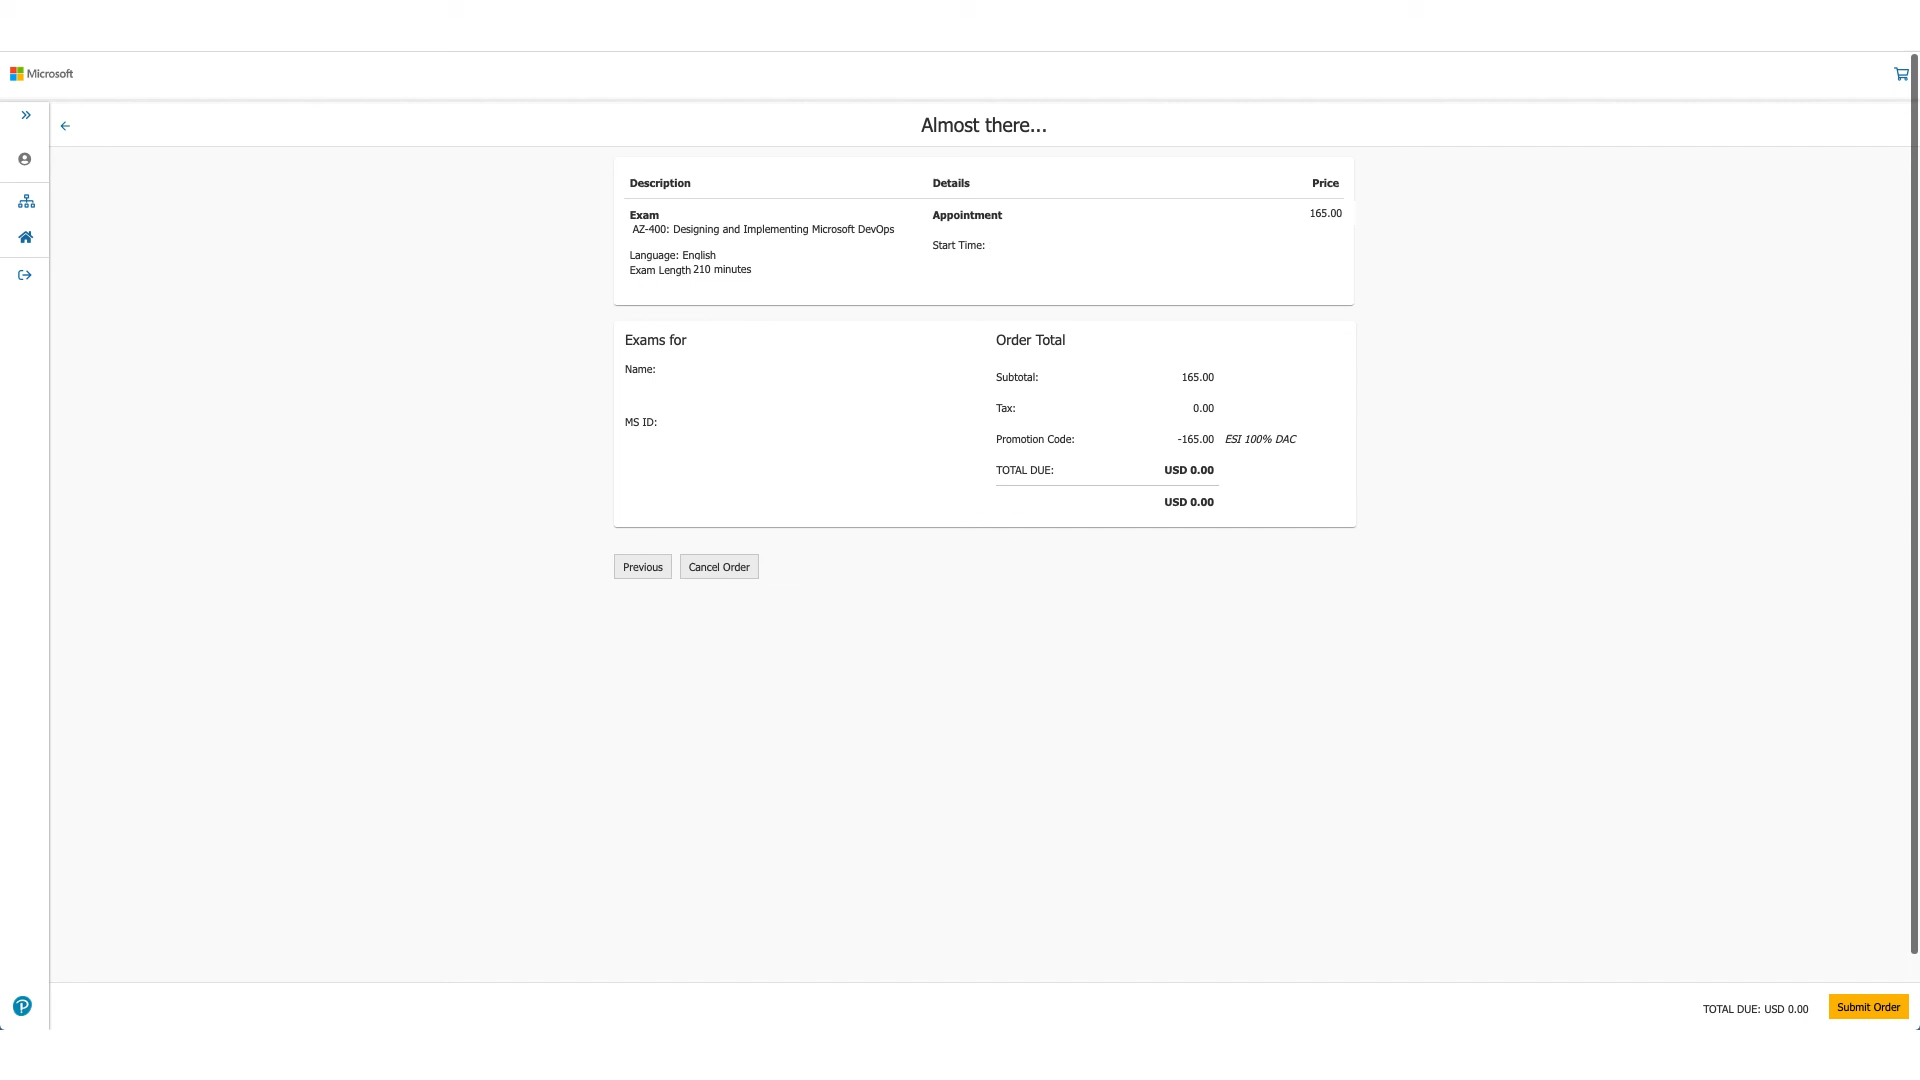 Microsoft
Almost there...
Description Details Price
Exam Appointment 165.00
AZ-400: Designing and Implementing Microsoft DevOps
Start Time:
Language: English
Exam Length 210 minutes
Exams for Order Total
Name:
Subtotal: 165.00
Tax: 0.00
MS ID:
Promotion Code: -165.00 ESI 100% DAC
TOTAL DUE: USD 0.00
USD 0.00
Previous Cancel Order
TOTAL DUE: USD 0.00 Submit Order